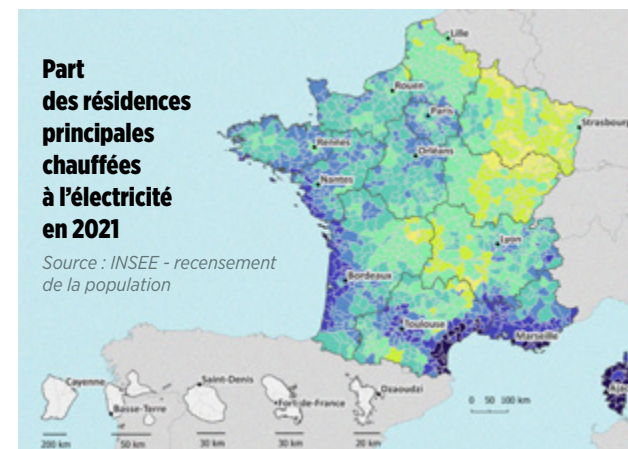 Part
des résidences
principales
chauffées
à l’électricité
en 2021
Source : INSEE - recensement
de la population
Lille
Rouen
Paris
Strasbourg
Rennes
Orléans
Nantes
Lyon
Bordeaux
Toulouse
Marseille
Cayenne
Saint-Denis
Dzaoudzi
Basse-Terre
Fort-de-France
0 50 100 km
200 km
50 km
30 km
30 km
20 km